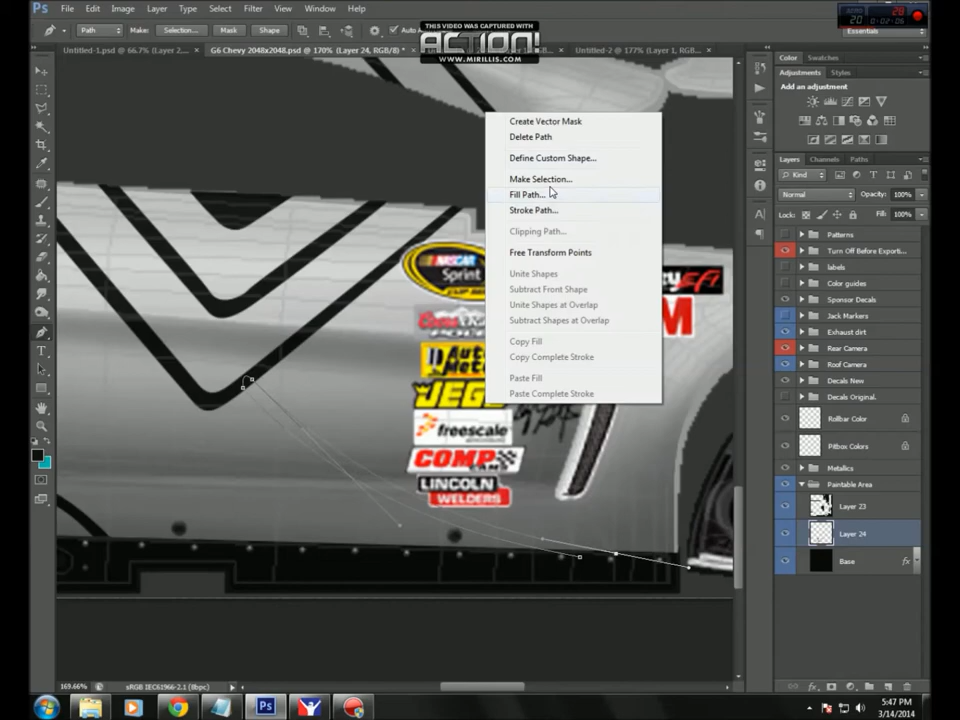 Ps File Edit Image Layer Type Select Filter View Window Help
THIS VIDEO WAS CAPTURED WITH
ACTION!
WWW.MIRILLIS.COM
Path Make: Selection... Mask Shape
Essentials
Untitled-1.psd @ 66.7% (Layer 2,...
G6 Chevy 2048x2048.psd @ 170% (Layer 24, RGB/8) *
Untitled-2 @ 177% (Layer 1, RGB/8)
Color Swatches
Adjustments Styles
Add an adjustment
Layers Channels Paths
Kind
Normal Opacity: 100%
Lock: Fill: 100%
Patterns
Turn Off Before Exporti...
labels
Color guides
Sponsor Decals
Jack Markers
Exhaust dirt
Rear Camera
Roof Camera
Decals New
Decals Original.
Rollbar Color
Pitbox Colors
Metallics
Paintable Area
Layer 23
Layer 24
Base fx
Create Vector Mask
Delete Path
Define Custom Shape...
Make Selection...
Fill Path...
Stroke Path...
Clipping Path...
Free Transform Points
Unite Shapes
Subtract Front Shape
Unite Shapes at Overlap
Subtract Shapes at Overlap
Copy Fill
Copy Complete Stroke
Paste Fill
Paste Complete Stroke
NASCAR
Sprint
freescale
COMP
CAMS
LINCOLN
WELDERS
169.66% sRGB IEC61966-2.1 (8bpc)
5:47 PM
3/14/2014